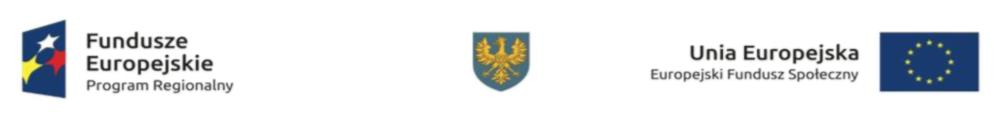 Fundusze
Europejskie
Program Regionalny
Unia Europejska
Europejski Fundusz Społeczny